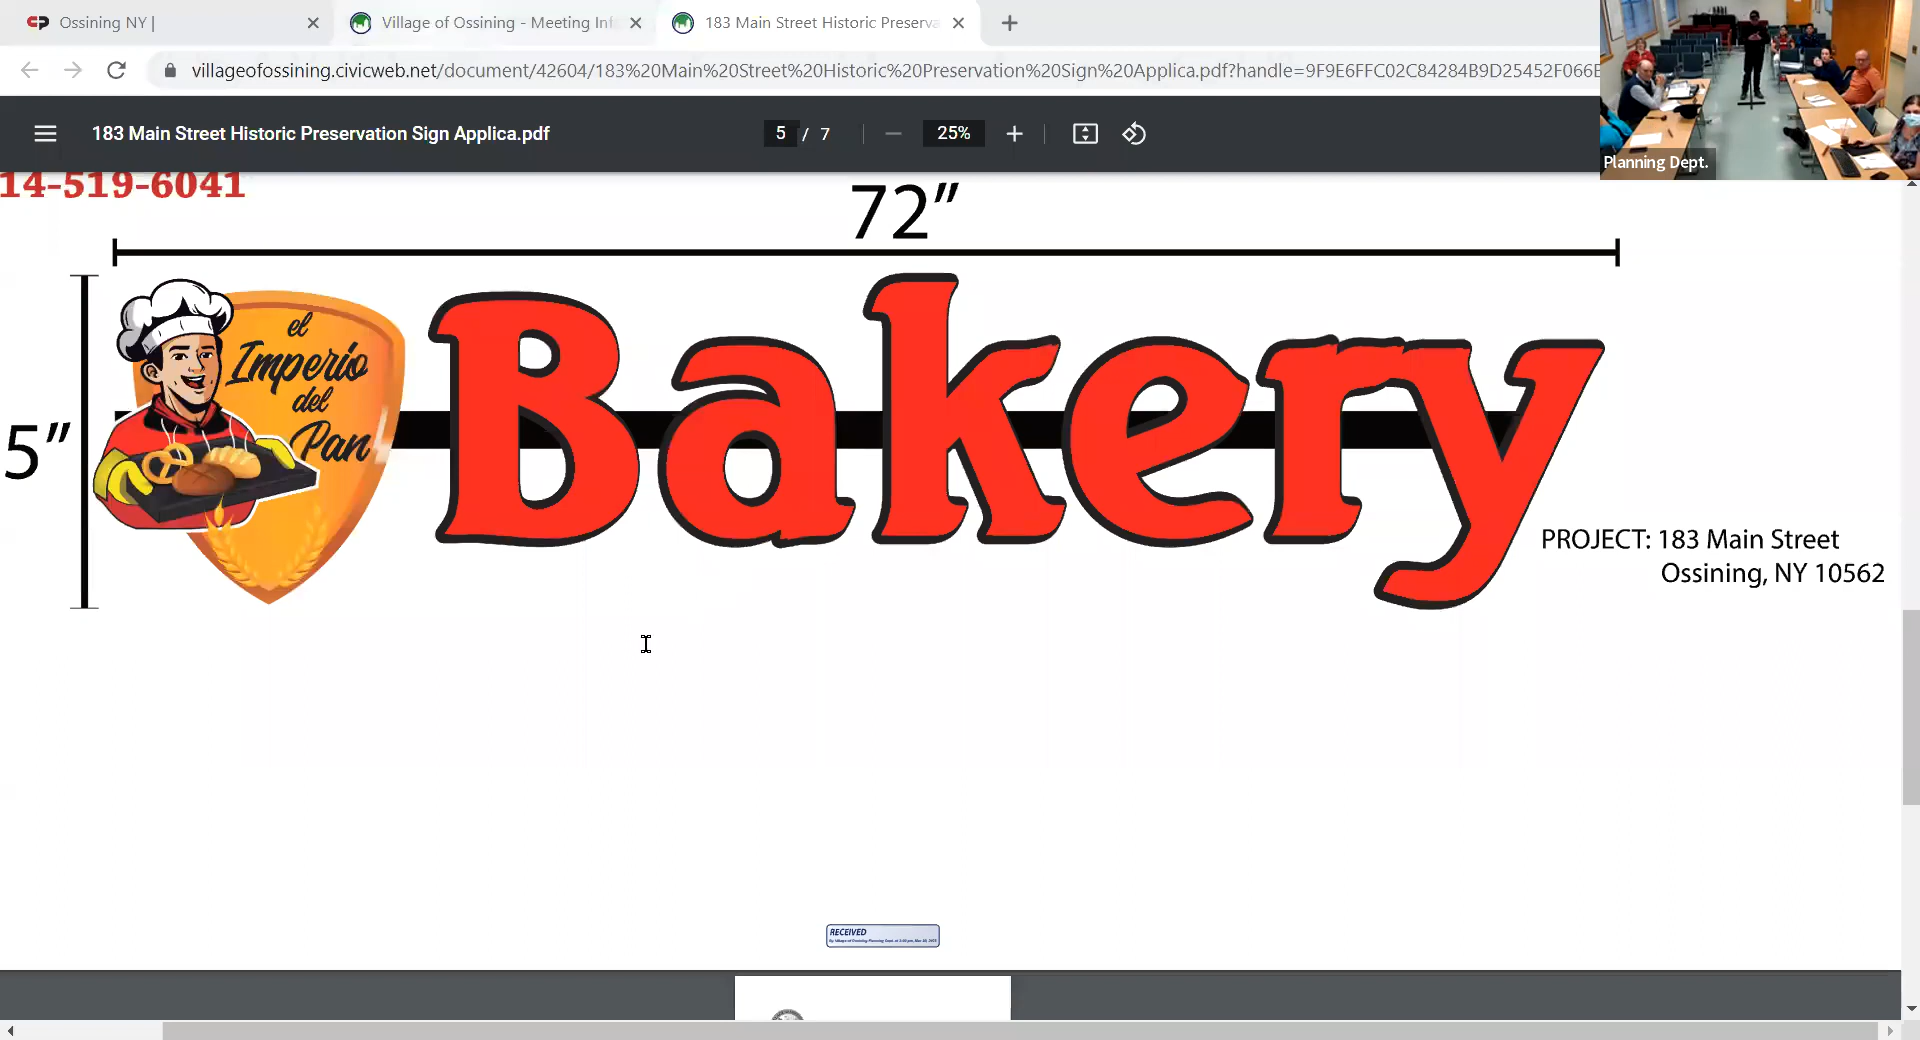 Ossining NY |
Village of Ossining - Meeting Inf
183 Main Street Historic Preserva
villageofossining.civicweb.net/document/42604/183%20Main%20Street%20Historic%20Preservation%20Sign%20Applica.pdf?handle=9F9E6FFC02C84284B9D25452F066E
183 Main Street Historic Preservation Sign Applica.pdf
5 / 7
25%
Planning Dept.
14-519-6041
72"
5"
el
Imperio
del
Pan
Bakery
PROJECT: 183 Main Street
Ossining, NY 10562
RECEIVED